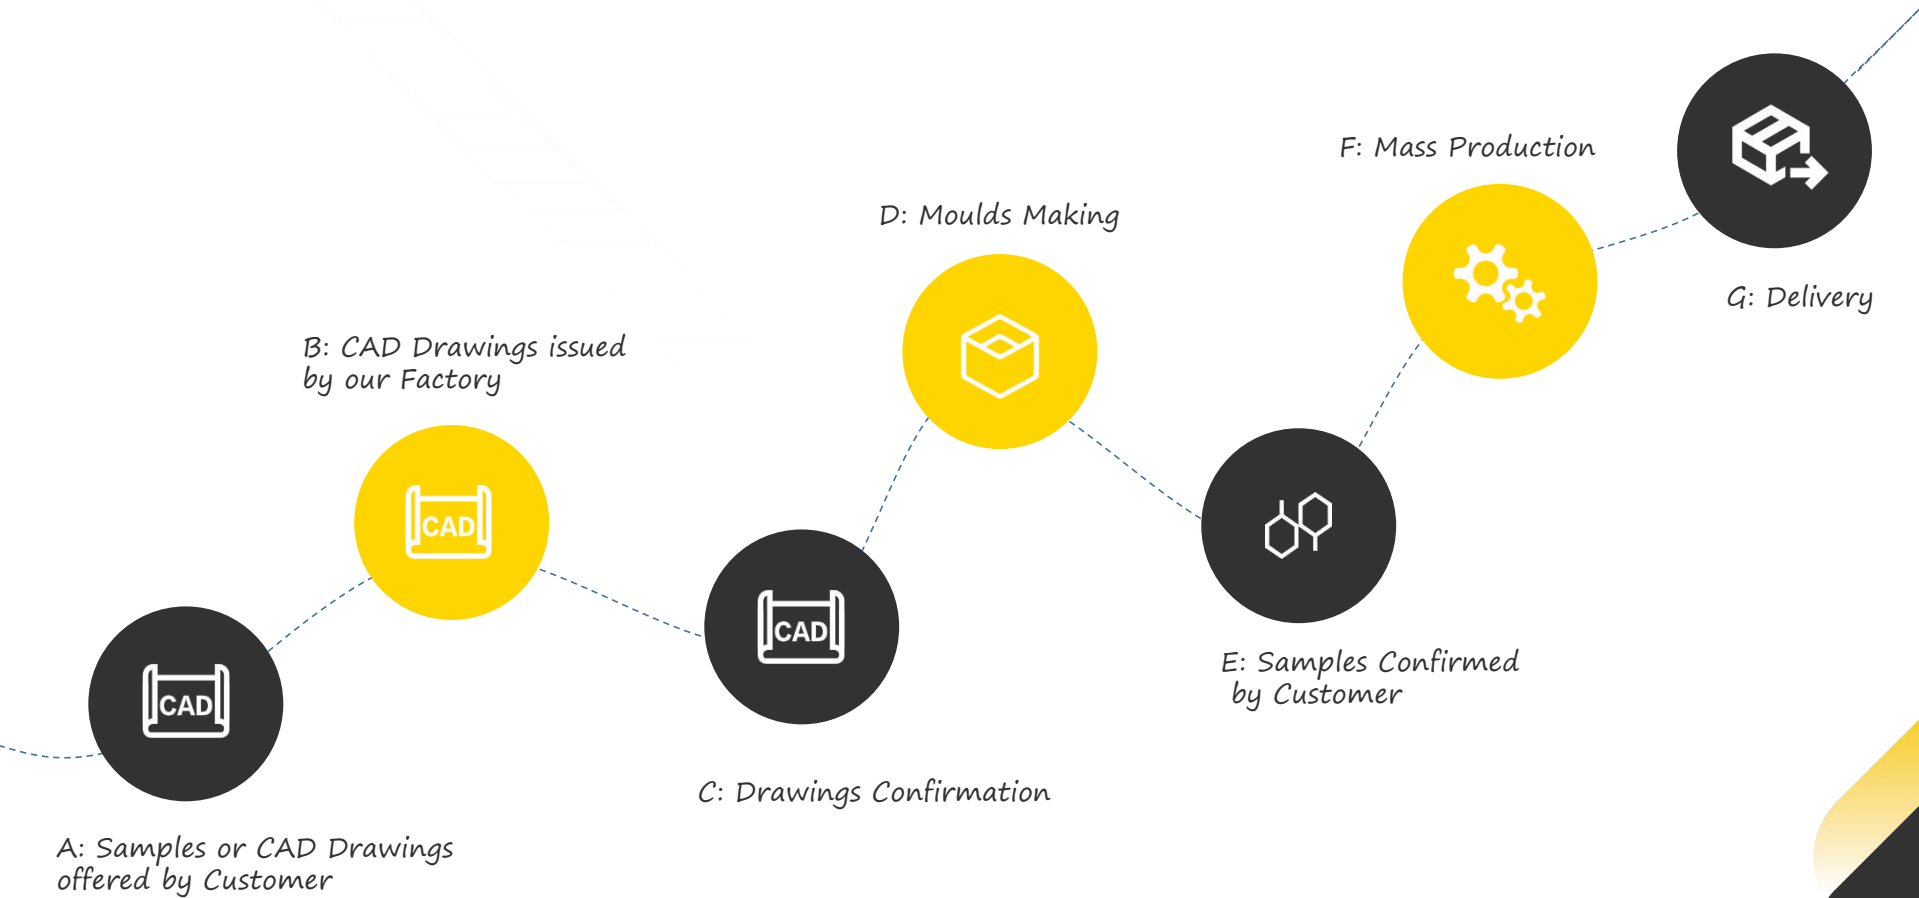 F: Mass Production
D: Moulds Making
G: Delivery
B: CAD Drawings issued
by our Factory
CAD
CAD
E: Samples Confirmed
by Customer
CAD
C: Drawings Confirmation
A: Samples or CAD Drawings
offered by Customer